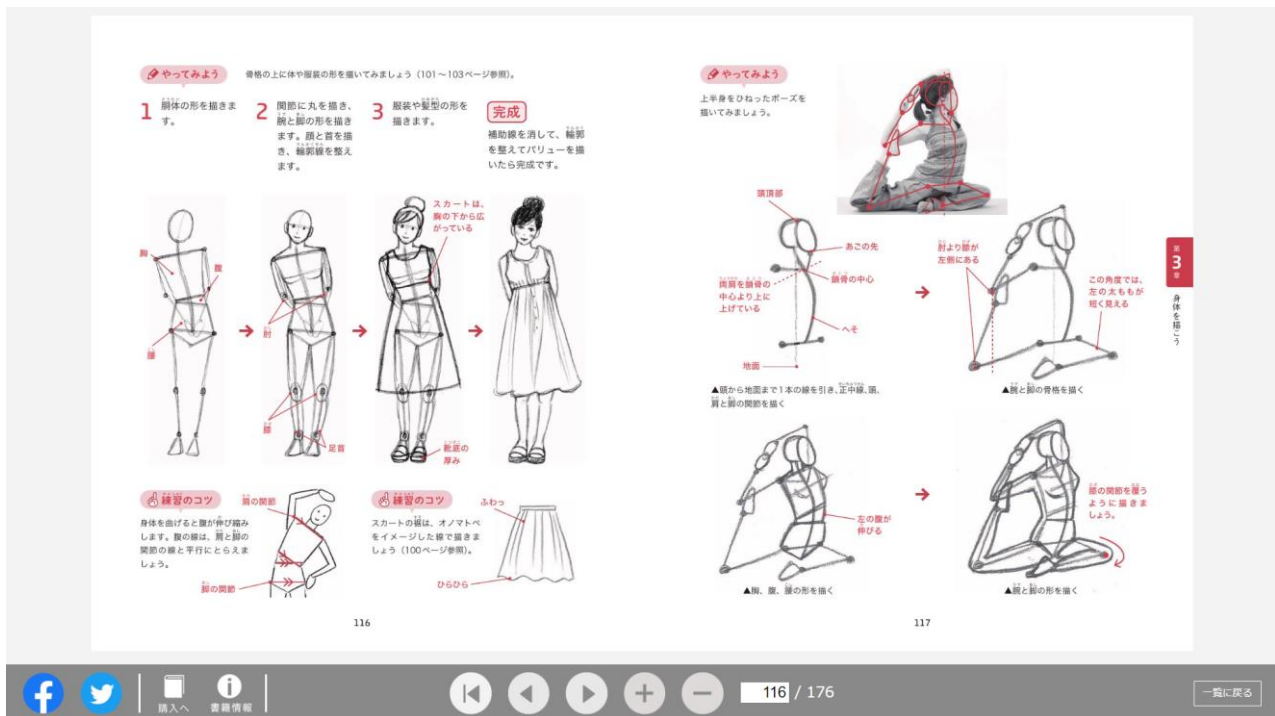 やってみよう
骨格の上に体や服装の形を描いてみましょう（101～103ページ参照）。
1 胴体の形を描きま
す。
2 関節に丸を描き、
腕と脚の形を描き
ます。顔と首を描
き、輪郭線を整え
ます。
3 服装や髪型の形を
描きます。
完成
補助線を消して、輪郭
を整えてバリューを描
いたら完成です。
胸
腹
腰
肘
膝
足首
スカートは、
胸の下から広
がっている
靴底の
厚み
練習のコツ
身体を曲げると腹が伸び縮み
します。腹の線は、肩と脚の
関節の線と平行にとらえま
しょう。
肩の関節
脚の関節
練習のコツ
スカートの裾は、オノマトペ
をイメージした線で描きま
しょう（100ページ参照）。
ふわっ
ひらひら
116
やってみよう
上半身をひねったポーズを
描いてみましょう。
頭頂部
あごの先
鎖骨の中心
両肩を鎖骨の
中心より上に
上げている
へそ
地面
▲頭から地面まで1本の線を引き、正中線、頭、
肩と脚の関節を描く
肘より膝が
左側にある
この角度では、
左の太ももが
短く見える
▲腕と脚の骨格を描く
左の腹が
伸びる
▲胸、腹、腰の形を描く
膝の関節を覆う
ように描きま
しょう。
▲腕と脚の形を描く
117
第
3
章
身体を描こう
購入へ
書籍情報
116 / 176
一覧に戻る